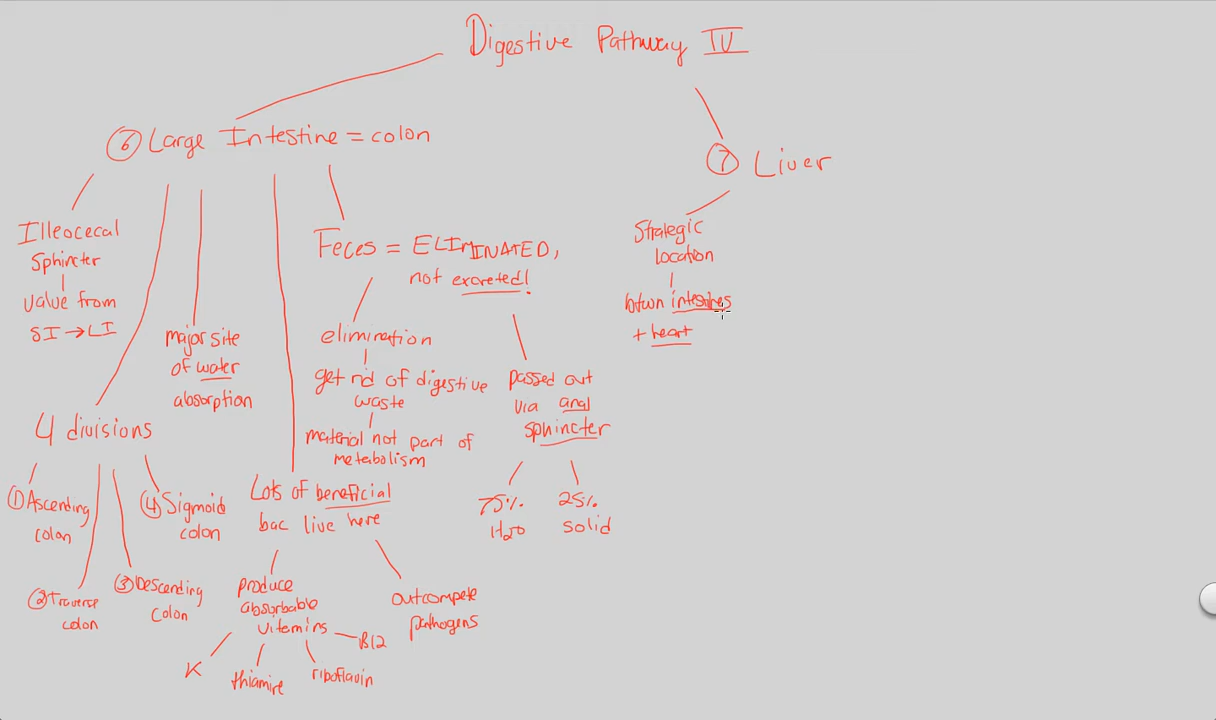 Digestive Pathway IV
⑥ Large Intestine = colon
Illeocecal
Sphincter
value from
SI → LI
4 divisions
① Ascending
colon
② Traverse
colon
③ Descending
colon
④ Sigmoid
colon
major site
of water
absorption
Lots of beneficial
bac live here
produce
absorbable
vitamins
K
thiamine
riboflavin
B12
outcompete
pathogens
Feces = ELIMINATED,
not excreted!
elimination
get rid of digestive
waste
material not part of
metabolism
passed out
via anal
sphincter
75%
H2O
25%
solid
⑦ Liver
Strategic
location
btwn intestines
+ heart